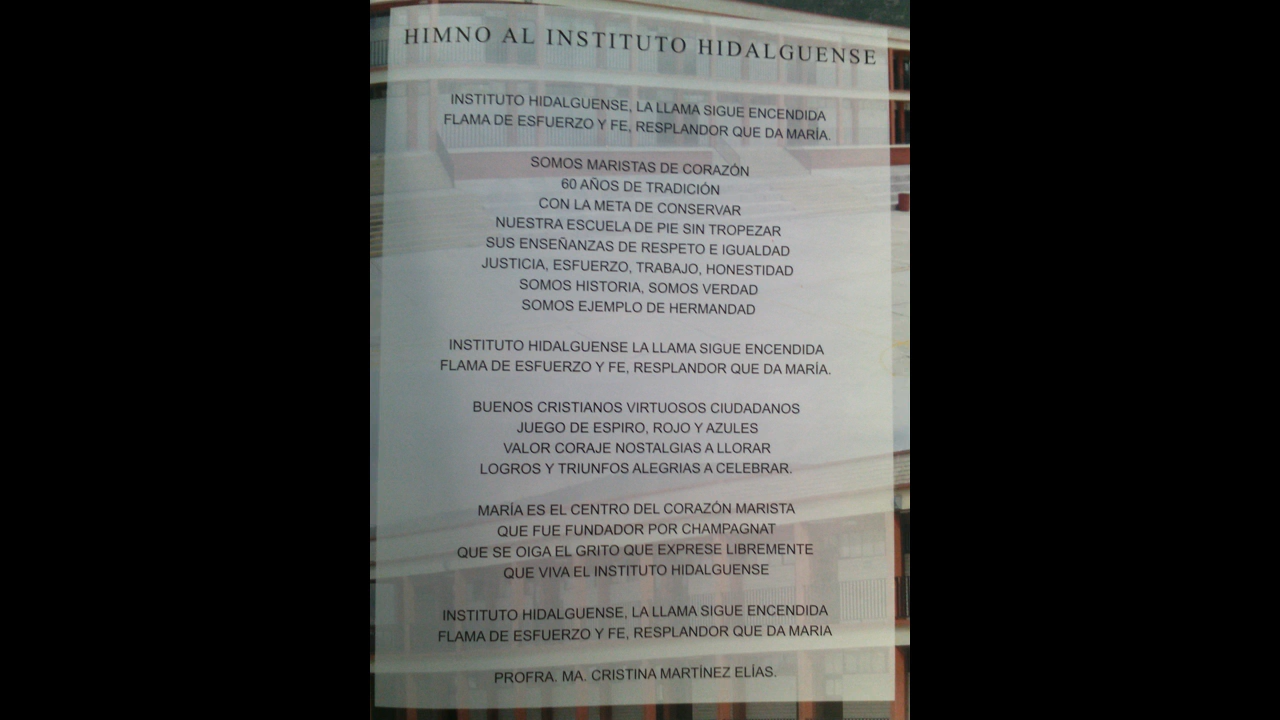 HIMNO AL INSTITUTO HIDALGUENSE
INSTITUTO HIDALGUENSE, LA LLAMA SIGUE ENCENDIDA
FLAMA DE ESFUERZO Y FE, RESPLANDOR QUE DA MARÍA.
SOMOS MARISTAS DE CORAZÓN
60 AÑOS DE TRADICIÓN
CON LA META DE CONSERVAR
NUESTRA ESCUELA DE PIE SIN TROPEZAR
SUS ENSEÑANZAS DE RESPETO E IGUALDAD
JUSTICIA, ESFUERZO, TRABAJO, HONESTIDAD
SOMOS HISTORIA, SOMOS VERDAD
SOMOS EJEMPLO DE HERMANDAD
INSTITUTO HIDALGUENSE LA LLAMA SIGUE ENCENDIDA
FLAMA DE ESFUERZO Y FE, RESPLANDOR QUE DA MARÍA.
BUENOS CRISTIANOS VIRTUOSOS CIUDADANOS
JUEGO DE ESPIRO, ROJO Y AZULES
VALOR CORAJE NOSTALGIAS A LLORAR
LOGROS Y TRIUNFOS ALEGRIAS A CELEBRAR.
MARÍA ES EL CENTRO DEL CORAZÓN MARISTA
QUE FUE FUNDADOR POR CHAMPAGNAT
QUE SE OIGA EL GRITO QUE EXPRESE LIBREMENTE
QUE VIVA EL INSTITUTO HIDALGUENSE
INSTITUTO HIDALGUENSE, LA LLAMA SIGUE ENCENDIDA
FLAMA DE ESFUERZO Y FE, RESPLANDOR QUE DA MARIA
PROFRA. MA. CRISTINA MARTÍNEZ ELÍAS.